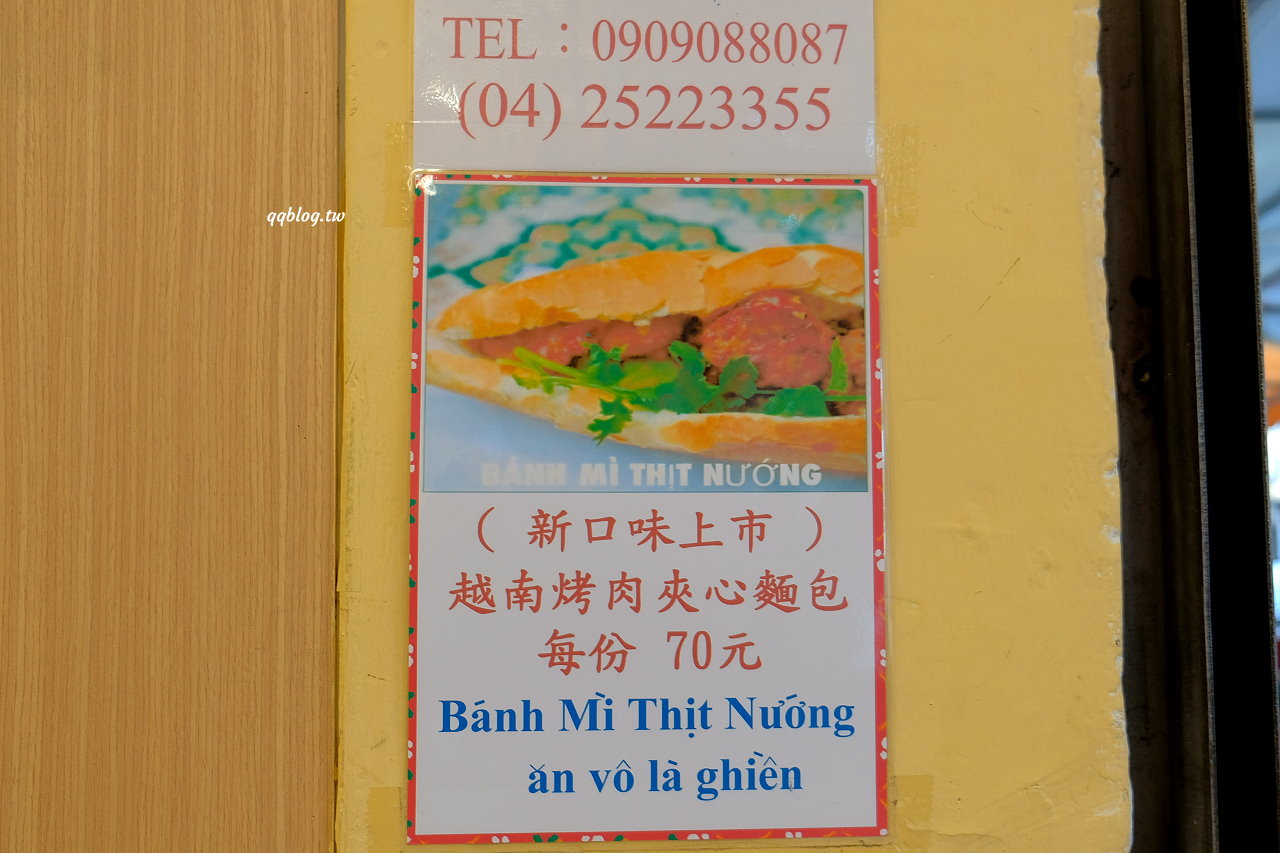 TEL：0909088087
(04) 25223355
qqblog.tw
BÁNH MÌ THỊT NƯỚNG
( 新口味上市 )
越南烤肉夾心麵包
每份 70元
Bánh Mì Thịt Nướng
ăn vô là ghiền